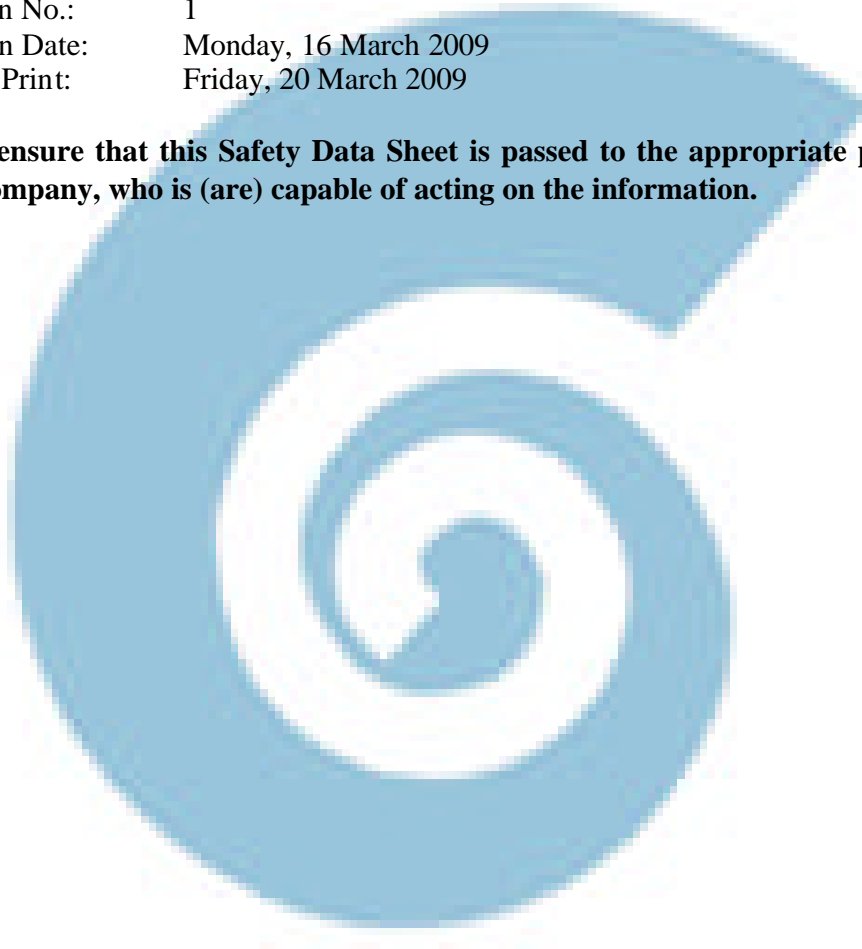 n No.: 1
n Date: Monday, 16 March 2009
Print: Friday, 20 March 2009
ensure that this Safety Data Sheet is passed to the appropriate p
ompany, who is (are) capable of acting on the information.